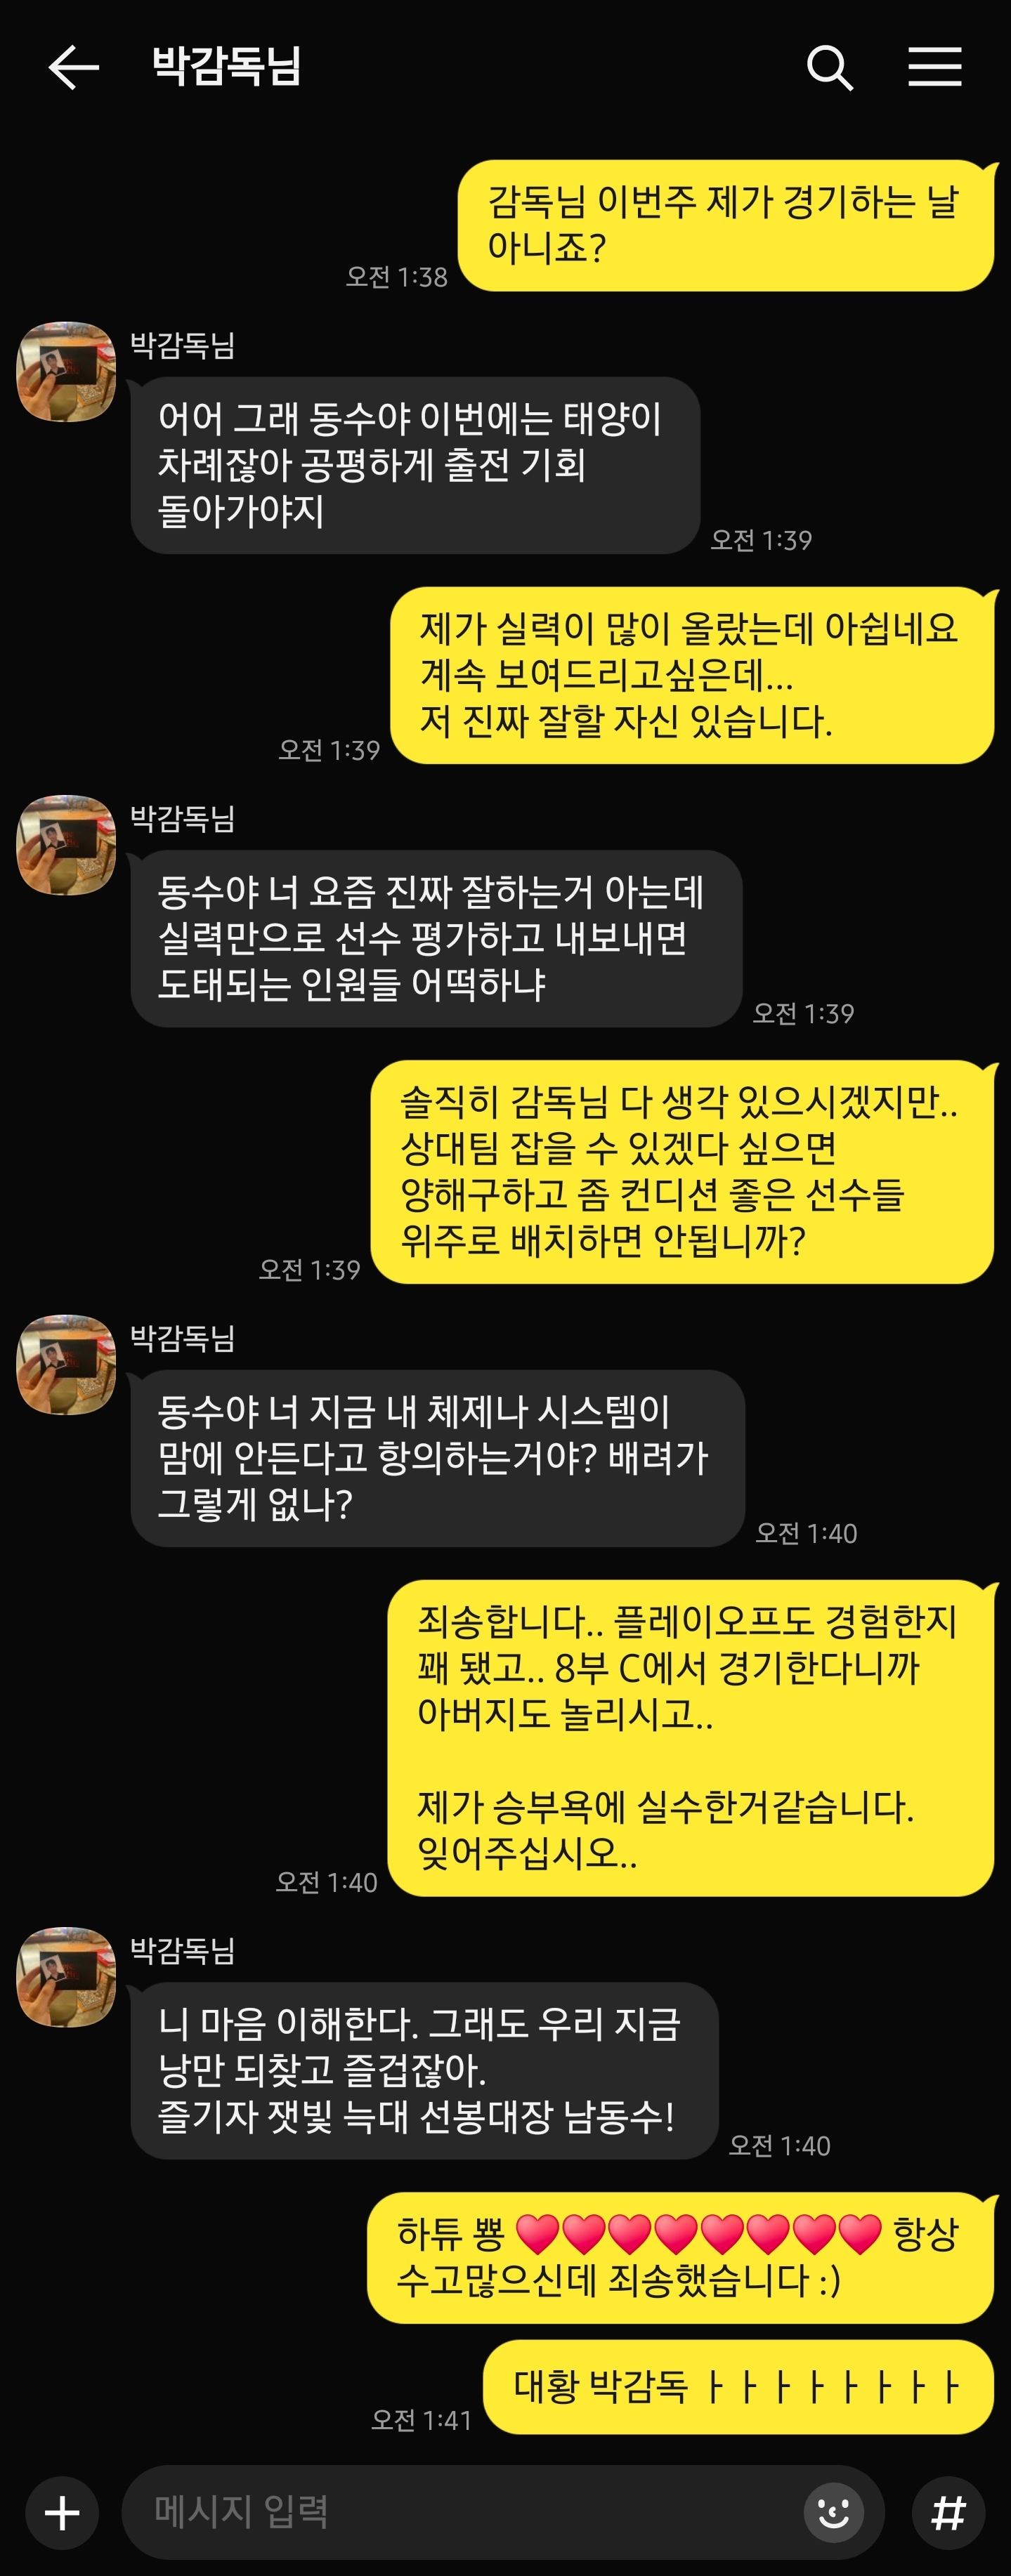 박감독님
감독님 이번주 제가 경기하는 날
아니죠?
오전 1:38
박감독님
어어 그래 동수야 이번에는 태양이
차례잖아 공평하게 출전 기회
돌아가야지
오전 1:39
제가 실력이 많이 올랐는데 아쉽네요
계속 보여드리고싶은데...
저 진짜 잘할 자신 있습니다.
오전 1:39
박감독님
동수야 너 요즘 진짜 잘하는거 아는데
실력만으로 선수 평가하고 내보내면
도태되는 인원들 어떡하냐
오전 1:39
솔직히 감독님 다 생각 있으시겠지만..
상대팀 잡을 수 있겠다 싶으면
양해구하고 좀 컨디션 좋은 선수들
위주로 배치하면 안됩니까?
오전 1:39
박감독님
동수야 너 지금 내 체제나 시스템이
맘에 안든다고 항의하는거야? 배려가
그렇게 없나?
오전 1:40
죄송합니다.. 플레이오프도 경험한지
꽤 됐고.. 8부 C에서 경기한다니까
아버지도 놀리시고..
제가 승부욕에 실수한거같습니다.
잊어주십시오..
오전 1:40
박감독님
니 마음 이해한다. 그래도 우리 지금
낭만 되찾고 즐겁잖아.
즐기자 잿빛 늑대 선봉대장 남동수!
오전 1:40
하튜 뿅 ❤️❤️❤️❤️❤️❤️❤️❤️ 항상
수고많으신데 죄송했습니다 :)
대황 박감독 ㅏㅏㅏㅏㅏㅏㅏㅏ
오전 1:41
메시지 입력
#